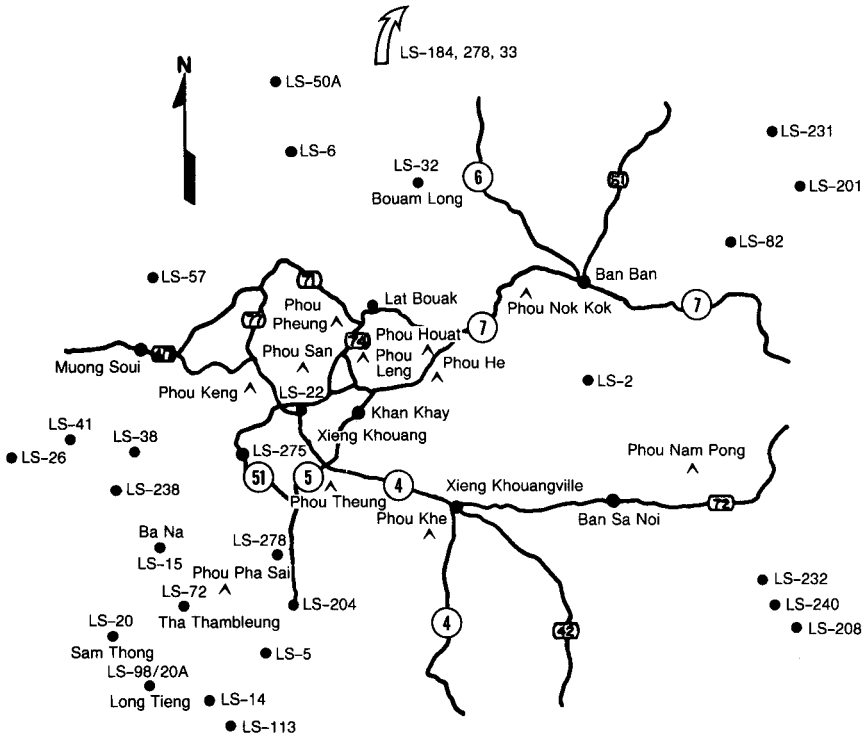 LS-184, 278, 33
N
LS-50A
LS-6
LS-32
Bouam Long
6
61
LS-231
LS-201
LS-82
LS-57
71
Ban Ban
Phou Nok Kok
7
Lat Bouak
Phou
Pheung
77
74
Phou Houat
7
Muong Soui
47
Phou San
Phou
Leng
Phou He
Phou Keng
LS-22
LS-2
Khan Khay
Xieng Khouang
LS-41
LS-26
LS-38
LS-275
LS-238
51
5
4
Phou Theung
Xieng Khouangville
Phou Nam Pong
72
Ban Sa Noi
Phou Khe
Ba Na
LS-15
LS-278
Phou Pha Sai
LS-72
Tha Thambleung
LS-204
LS-232
LS-240
LS-208
4
42
LS-20
Sam Thong
LS-5
LS-98/20A
Long Tieng
LS-14
LS-113